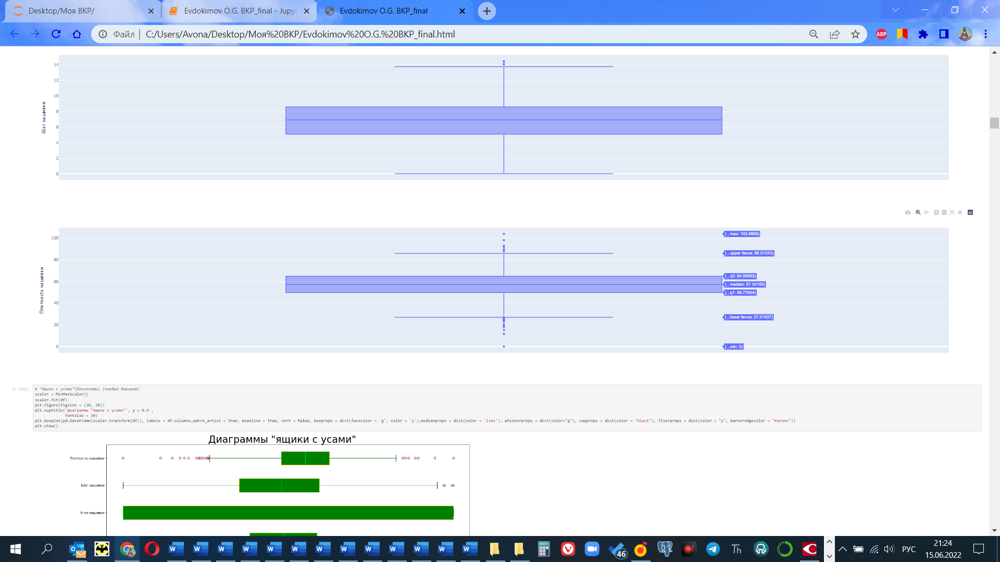 Desktop/Моя ВКР/
Evdokimov O.G. ВКР_final - Jupyt
Evdokimov O.G. ВКР_final
Файл
C:/Users/Avona/Desktop/Моя%20ВКР/Evdokimov%20O.G.%20ВКР_final.html
ABP
14
12
10
8
6
4
2
0
Шаг нашивки
100
80
60
40
20
0
Плотность нашивки
( , max: 103.9889)
( , upper fence: 86.01243)
( , q3: 64.95903)
( , median: 57.34192)
( , q1: 49.77654)
( , lower fence: 27.01937)
( , min: 0)
In [43]:
# "Ящики с усами"(боксплоты) (первый вариант)
scaler = MinMaxScaler()
scaler.fit(df)
plt.figure(figsize = (20, 20))
plt.suptitle('Диаграммы "ящики с усами"', y = 0.9 ,
fontsize = 30)
plt.boxplot(pd.DataFrame(scaler.transform(df)), labels = df.columns,patch_artist = True, meanline = True, vert = False, boxprops = dict(facecolor = 'g', color = 'y'),medianprops = dict(color = 'lime'), whiskerprops = dict(color="g"), capprops = dict(color = "black"), flierprops = dict(color = "y", markeredgecolor = "maroon"))
plt.show()
Диаграммы "ящики с усами"
Плотность нашивки
Шаг нашивки
Угол нашивки
46
Th
РУС
21:24
15.06.2022